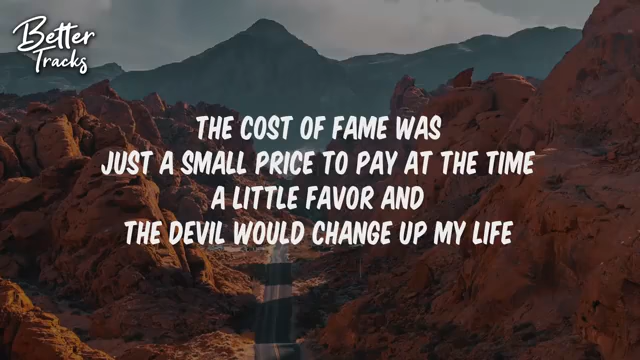 Better
Tracks
THE COST OF FAME WAS
JUST A SMALL PRICE TO PAY AT THE TIME
A LITTLE FAVOR AND
THE DEVIL WOULD CHANGE UP MY LIFE